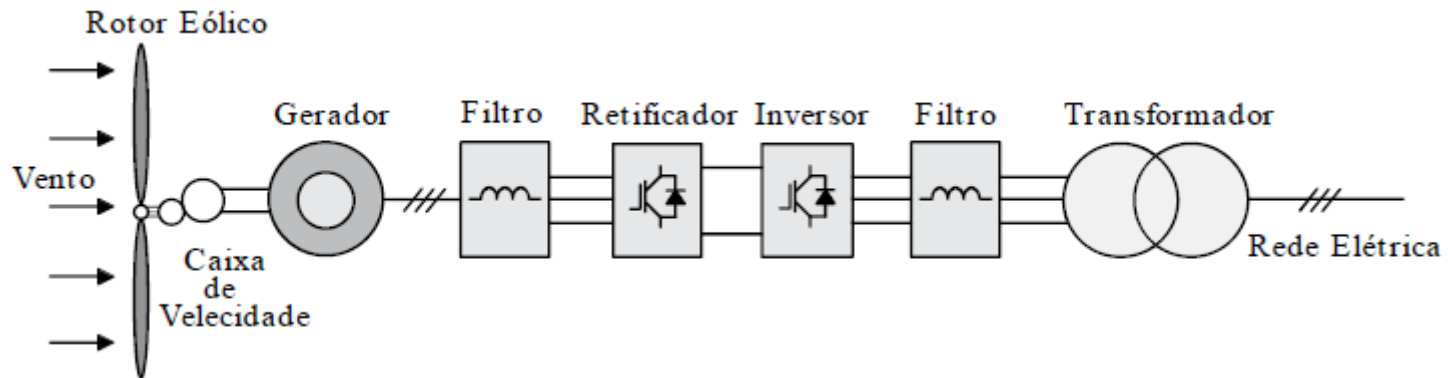 Rotor Eólico
Gerador
Filtro
Retificador
Inversor
Filtro
Transformador
Vento
Caixa
de
Velecidade
Rede Elétrica